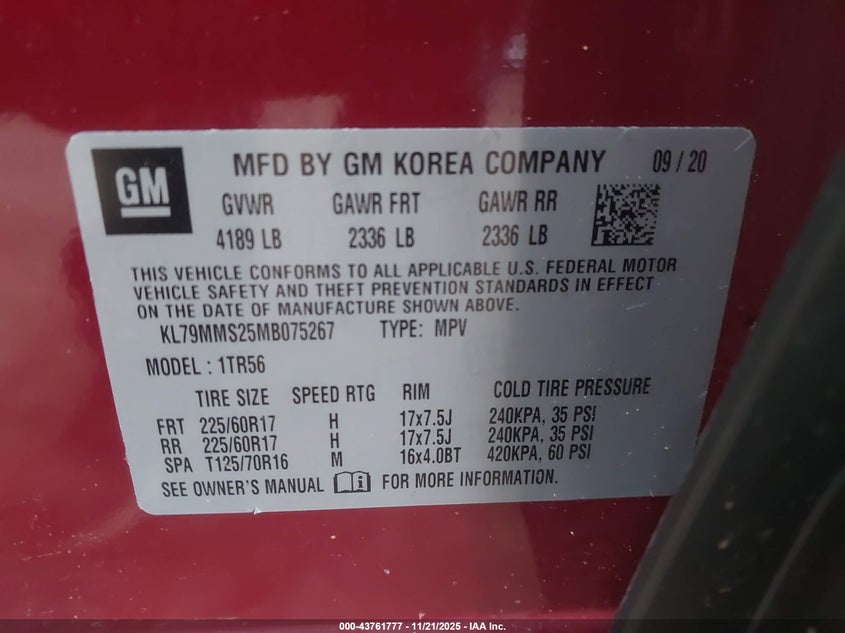 GM
MFD BY GM KOREA COMPANY 09/20
GVWR GAWR FRT GAWR RR
4189 LB 2336 LB 2336 LB
THIS VEHICLE CONFORMS TO ALL APPLICABLE U.S. FEDERAL MOTOR
VEHICLE SAFETY AND THEFT PREVENTION STANDARDS IN EFFECT
ON THE DATE OF MANUFACTURE SHOWN ABOVE.
KL79MMS25MB075267 TYPE: MPV
MODEL : 1TR56
TIRE SIZE SPEED RTG RIM COLD TIRE PRESSURE
FRT 225/60R17 H 17x7.5J 240KPA, 35 PSI
RR 225/60R17 H 17x7.5J 240KPA, 35 PSI
SPA T125/70R16 M 16x4.0BT 420KPA, 60 PSI
SEE OWNER'S MANUAL FOR MORE INFORMATION.
000-43761777 - 11/21/2025 - IAA Inc.